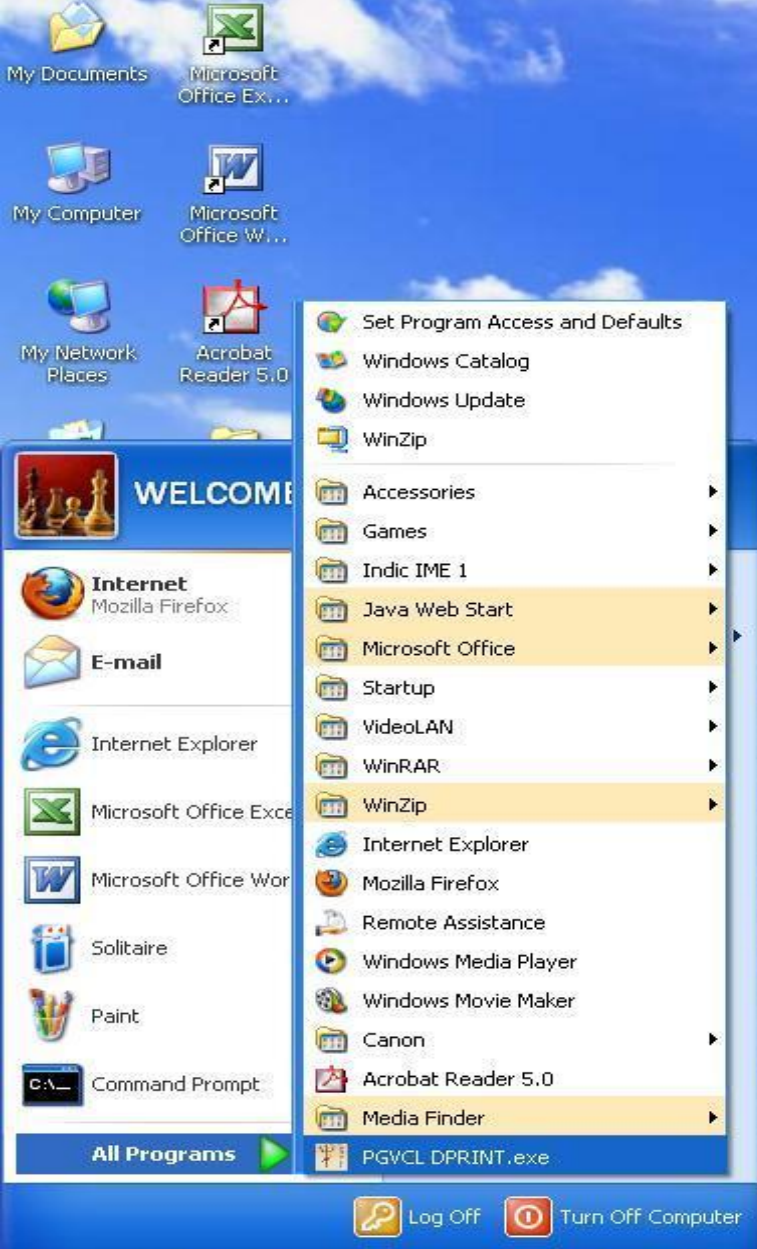 My Documents
Microsoft
Office Ex...
My Computer
Microsoft
Office W...
My Network
Places
Acrobat
Reader 5.0
WELCOME
Internet
Mozilla Firefox
E-mail
Internet Explorer
Microsoft Office Exce
Microsoft Office Wor
Solitaire
Paint
C:\_
Command Prompt
All Programs
Set Program Access and Defaults
Windows Catalog
Windows Update
WinZip
Accessories
Games
Indic IME 1
Java Web Start
Microsoft Office
Startup
VideoLAN
WinRAR
WinZip
Internet Explorer
Mozilla Firefox
Remote Assistance
Windows Media Player
Windows Movie Maker
Canon
Acrobat Reader 5.0
Media Finder
PGVCL DPRINT.exe
Log Off
Turn Off Computer